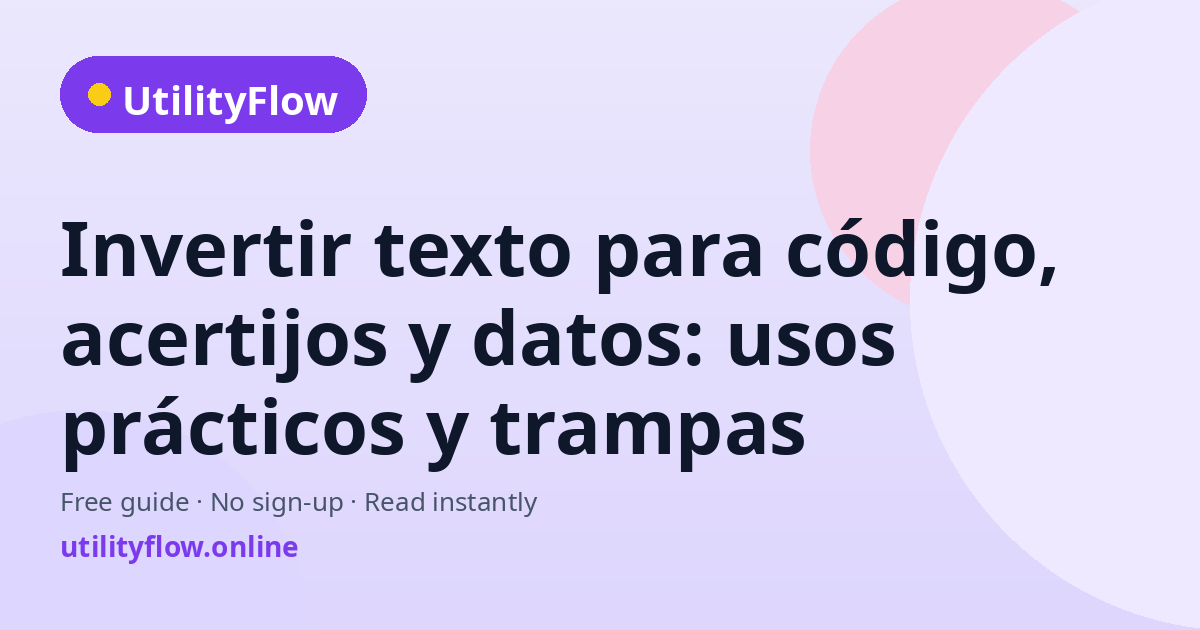 UtilityFlow
Invertir texto para código,
acertijos y datos: usos
prácticos y trampas
Free guide · No sign-up · Read instantly
utilityflow.online